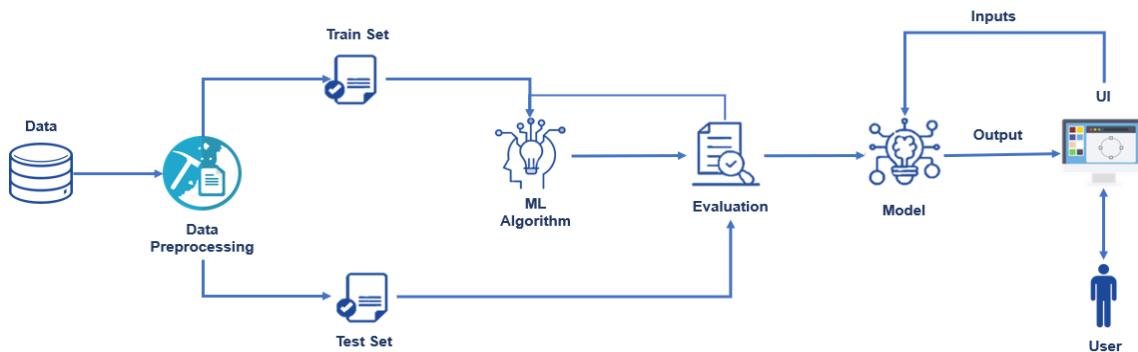 Inputs
Train Set
UI
Data
Output
ML
Algorithm
Evaluation
Model
Data
Preprocessing
Test Set
User